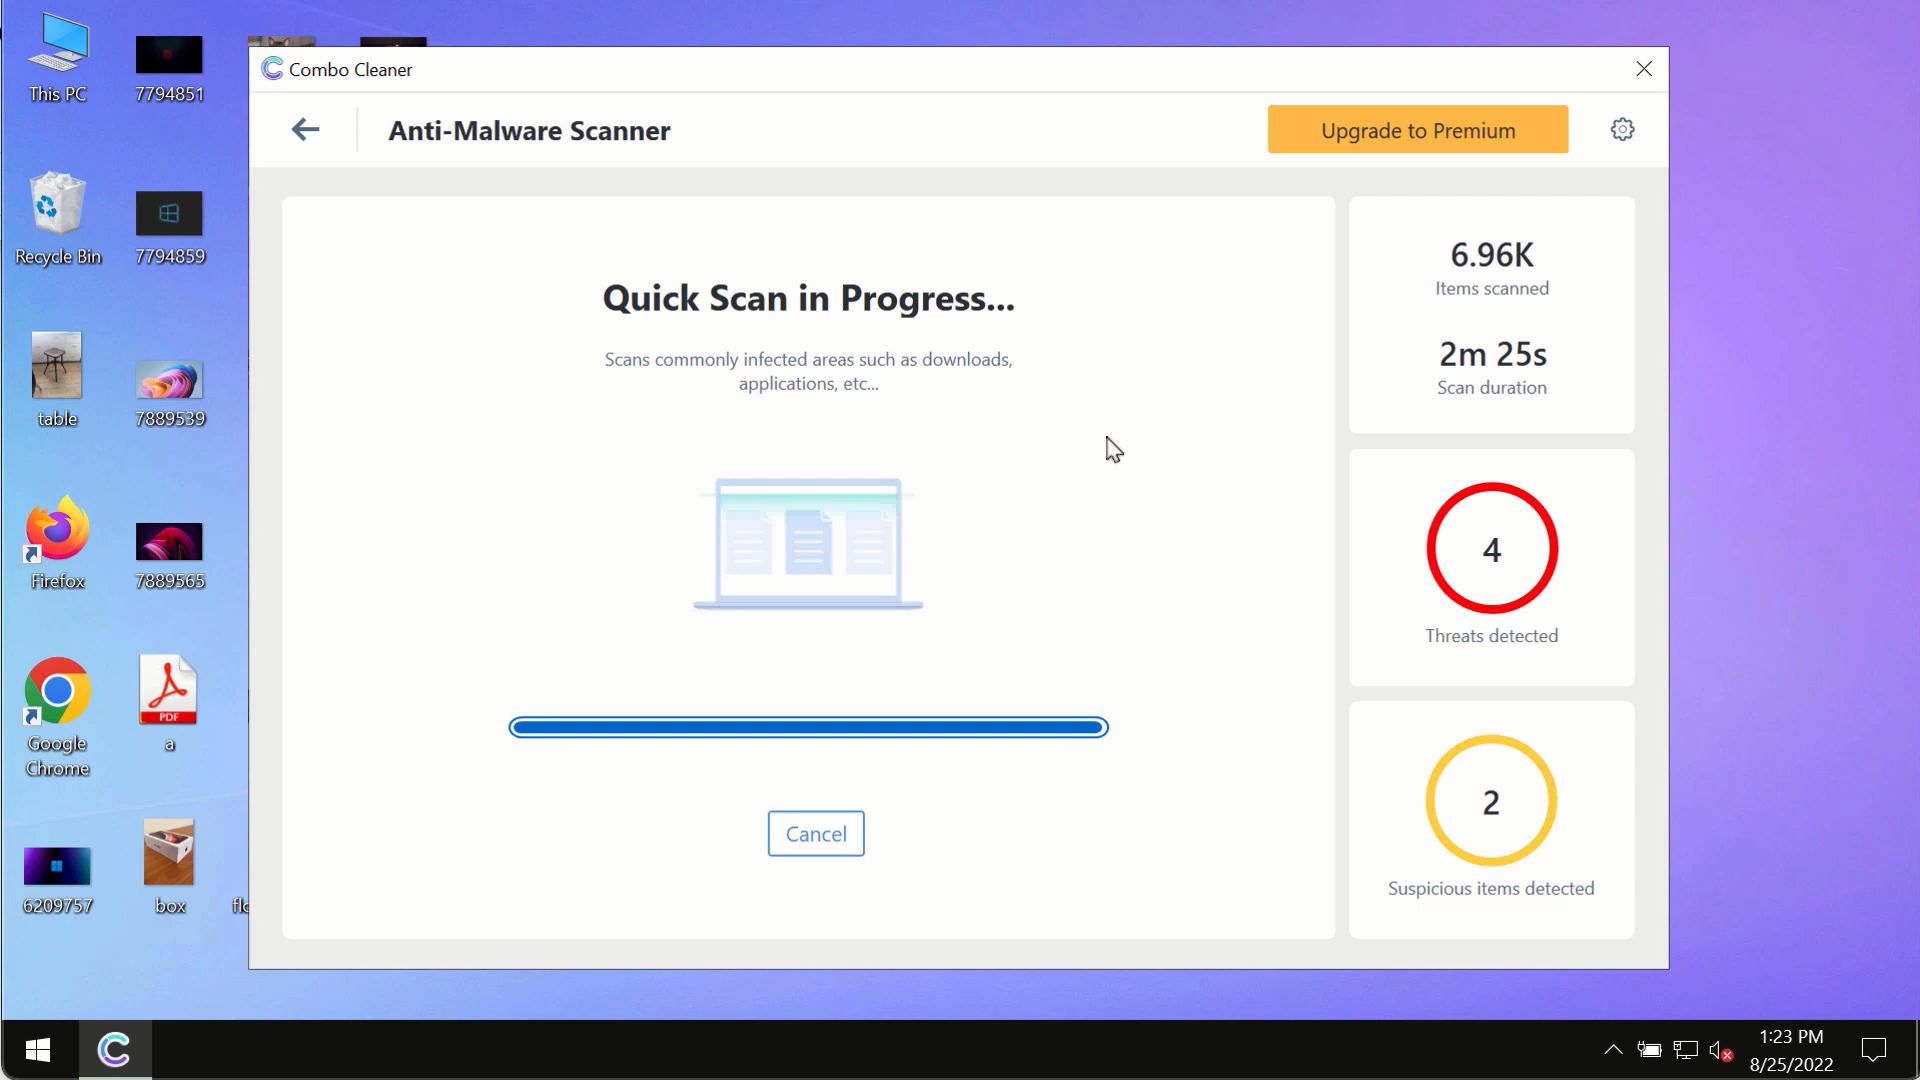 This PC
7794851
Recycle Bin
7794859
table
7889539
Firefox
7889565
Google
Chrome
PDF
a
6209757
box
Combo Cleaner
Anti-Malware Scanner
Upgrade to Premium
Quick Scan in Progress...
Scans commonly infected areas such as downloads,
applications, etc...
Cancel
6.96K
Items scanned
2m 25s
Scan duration
4
Threats detected
2
Suspicious items detected
1:23 PM
8/25/2022